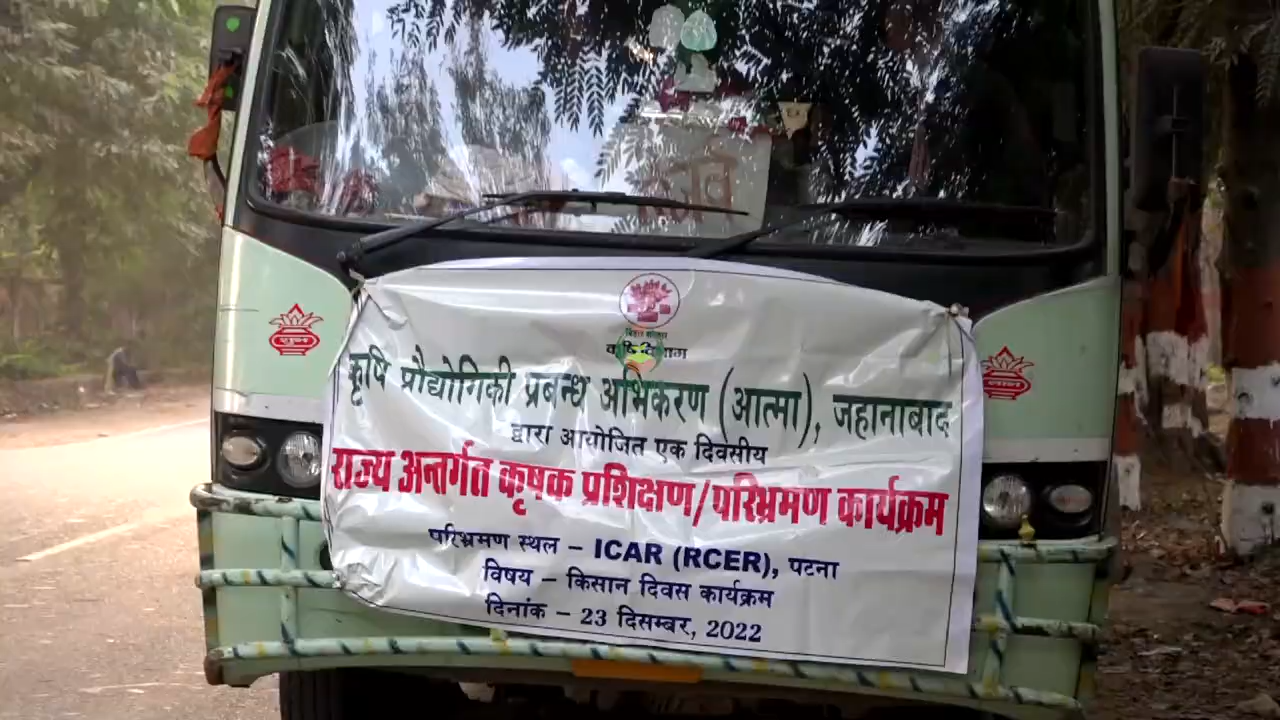 कृषि विभाग
कृषि प्रौद्योगिकी प्रबन्ध अभिकरण (आत्मा), जहानाबाद
द्वारा आयोजित एक दिवसीय
राज्य अन्तर्गत कृषक प्रशिक्षण/परिभ्रमण कार्यक्रम
परिभ्रमण स्थल – ICAR (RCER), पटना
विषय – किसान दिवस कार्यक्रम
दिनांक – 23 दिसम्बर, 2022
शुभ
लाभ